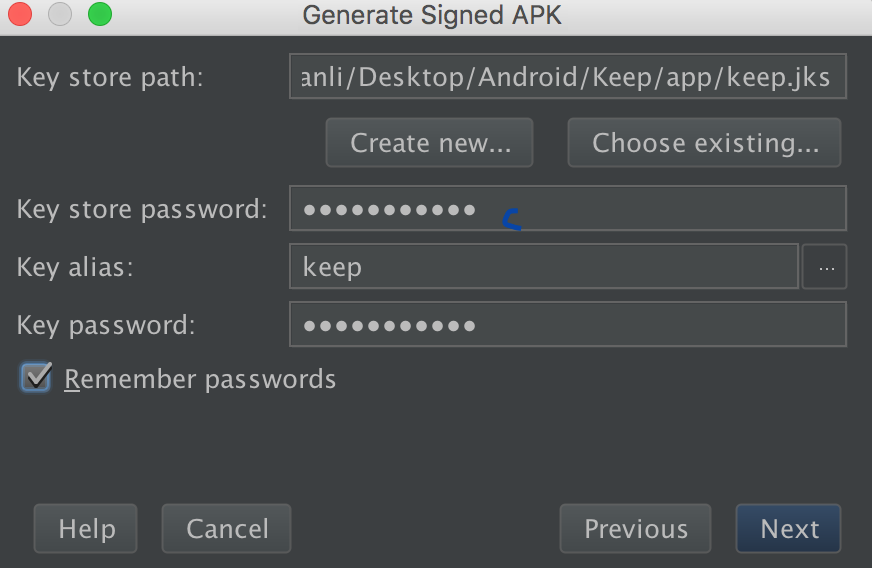 Generate Signed APK
Key store path: anli/Desktop/Android/Keep/app/keep.jks
Create new... Choose existing...
Key store password: •••••••••••
Key alias: keep ...
Key password: •••••••••••
Remember passwords
Help Cancel Previous Next